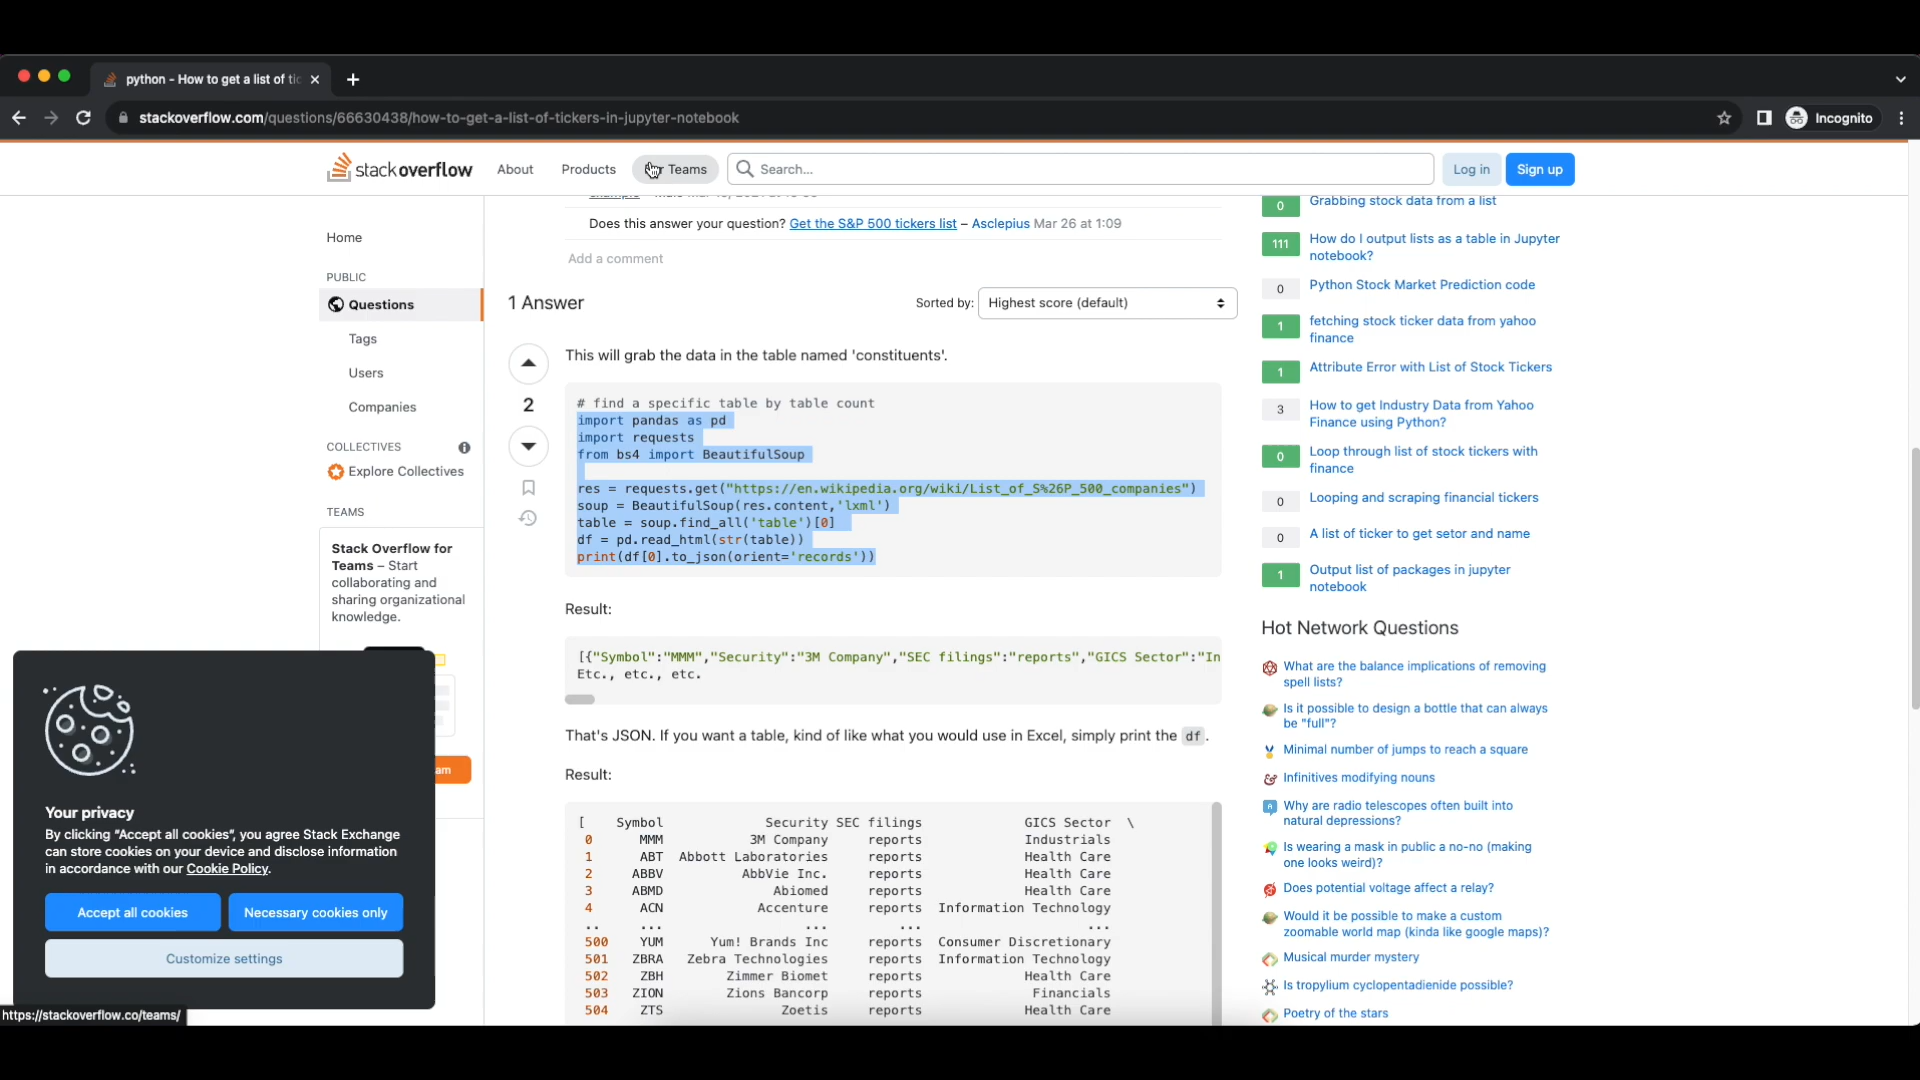 python - How to get a list of tic
stackoverflow.com/questions/66630438/how-to-get-a-list-of-tickers-in-jupyter-notebook
Incognito
stackoverflow
About
Products
Teams
Search...
Log in
Sign up
Home
PUBLIC
Questions
Tags
Users
Companies
COLLECTIVES
Explore Collectives
TEAMS
Stack Overflow for
Teams – Start
collaborating and
sharing organizational
knowledge.
Does this answer your question? Get the S&P 500 tickers list – Asclepius Mar 26 at 1:09
Add a comment
1 Answer
Sorted by:
Highest score (default)
2
This will grab the data in the table named 'constituents'.
# find a specific table by table count
import pandas as pd
import requests
from bs4 import BeautifulSoup
res = requests.get("https://en.wikipedia.org/wiki/List_of_S%26P_500_companies")
soup = BeautifulSoup(res.content,'lxml')
table = soup.find_all('table')[0]
df = pd.read_html(str(table))
print(df[0].to_json(orient='records'))
Result:
[{"Symbol":"MMM","Security":"3M Company","SEC filings":"reports","GICS Sector":"In
Etc., etc., etc.
That's JSON. If you want a table, kind of like what you would use in Excel, simply print the df.
Result:
[ Symbol Security SEC filings GICS Sector \
0 MMM 3M Company reports Industrials
1 ABT Abbott Laboratories reports Health Care
2 ABBV AbbVie Inc. reports Health Care
3 ABMD Abiomed reports Health Care
4 ACN Accenture reports Information Technology
.. ... ... ... ...
500 YUM Yum! Brands Inc reports Consumer Discretionary
501 ZBRA Zebra Technologies reports Information Technology
502 ZBH Zimmer Biomet reports Health Care
503 ZION Zions Bancorp reports Financials
504 ZTS Zoetis reports Health Care
0 Grabbing stock data from a list
111 How do I output lists as a table in Jupyter
notebook?
0 Python Stock Market Prediction code
1 fetching stock ticker data from yahoo
finance
1 Attribute Error with List of Stock Tickers
3 How to get Industry Data from Yahoo
Finance using Python?
0 Loop through list of stock tickers with
finance
0 Looping and scraping financial tickers
0 A list of ticker to get setor and name
1 Output list of packages in jupyter
notebook
Hot Network Questions
What are the balance implications of removing
spell lists?
Is it possible to design a bottle that can always
be "full"?
Minimal number of jumps to reach a square
Infinitives modifying nouns
Why are radio telescopes often built into
natural depressions?
Is wearing a mask in public a no-no (making
one looks weird)?
Does potential voltage affect a relay?
Would it be possible to make a custom
zoomable world map (kinda like google maps)?
Musical murder mystery
Is tropylium cyclopentadienide possible?
Poetry of the stars
am
Your privacy
By clicking "Accept all cookies", you agree Stack Exchange
can store cookies on your device and disclose information
in accordance with our Cookie Policy.
Accept all cookies
Necessary cookies only
Customize settings
https://stackoverflow.co/teams/